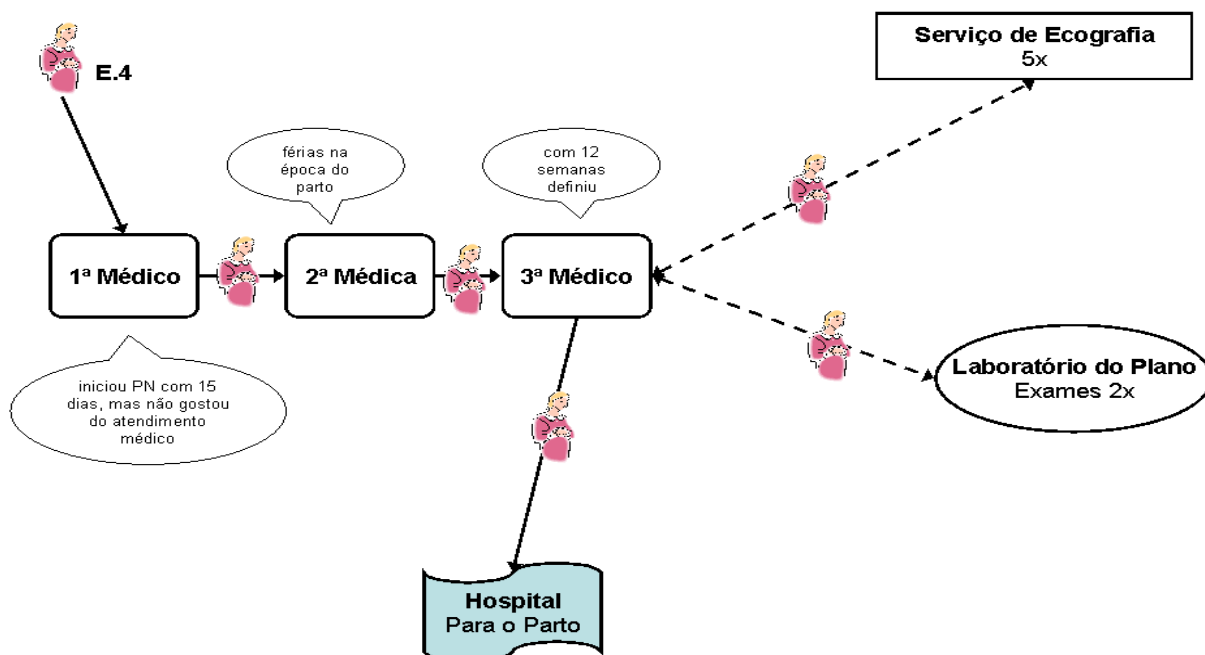 E.4
Serviço de Ecografia
5x
férias na
época do
parto
com 12
semanas
definiu
1ª Médico
2ª Médica
3ª Médico
iniciou PN com 15
dias, mas não gostou
do atendimento
médico
Laboratório do Plano
Exames 2x
Hospital
Para o Parto